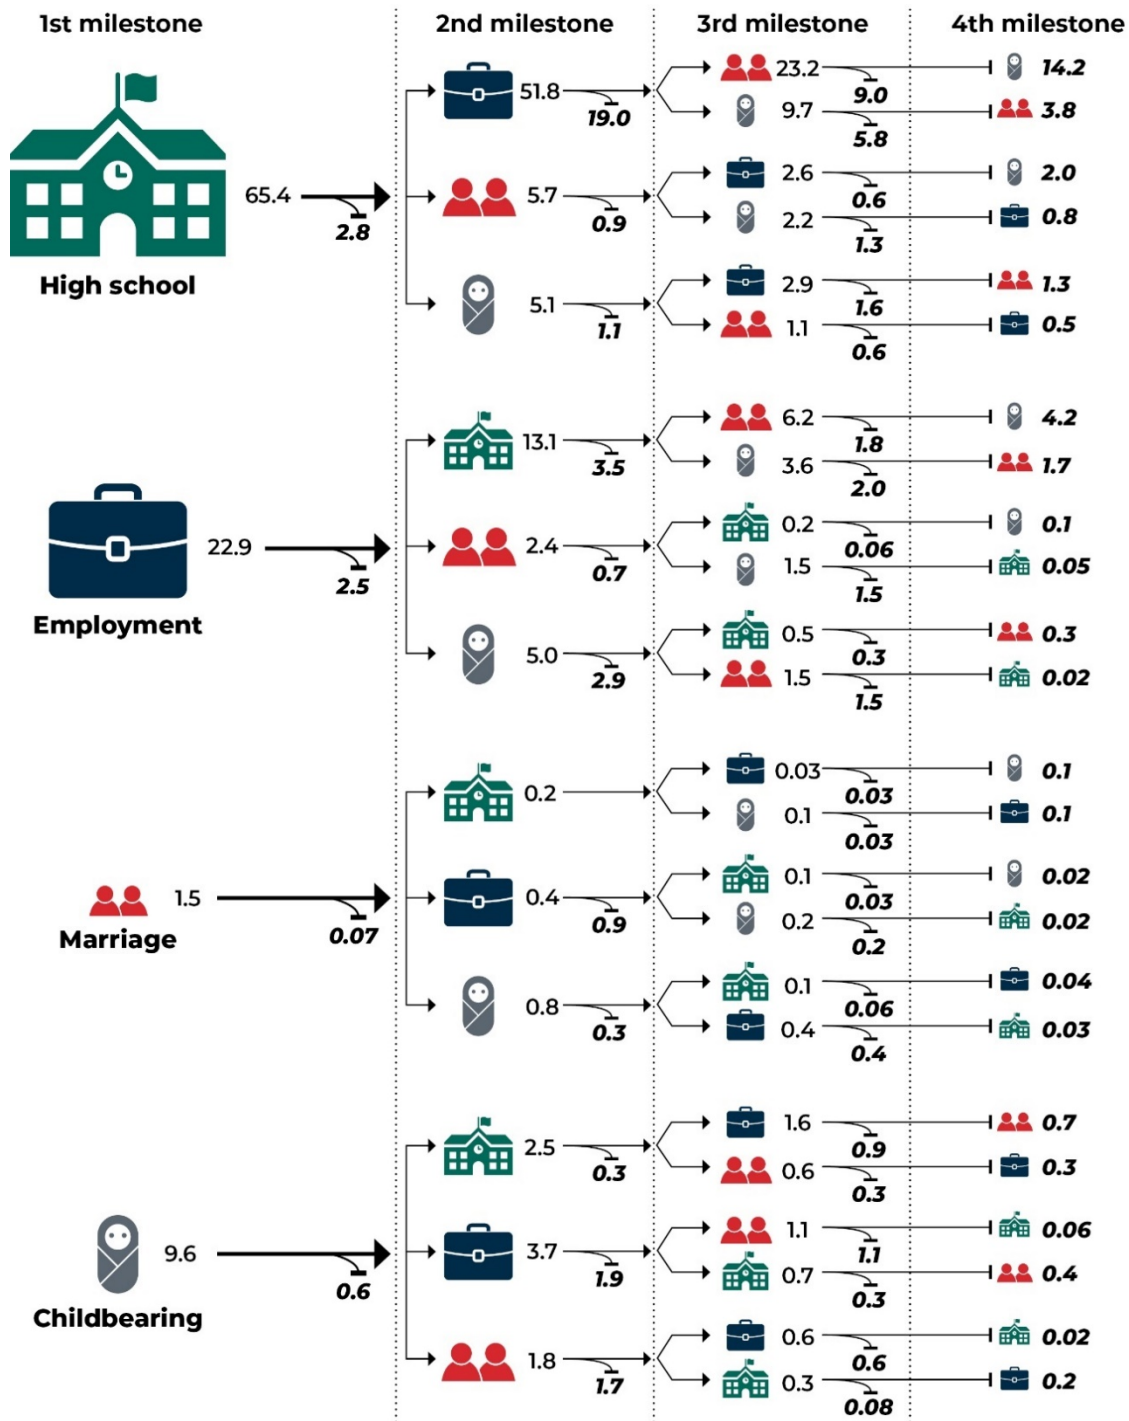 1st milestone 2nd milestone 3rd milestone 4th milestone
23.2 14.2
51.8 9.0
19.0 9.7 3.8
5.8
2.6 2.0
65.4 5.7 0.6
2.8 0.9 2.2 0.8
1.3
High school 2.9 1.3
5.1 1.6
1.1 1.1 0.5
0.6
6.2 4.2
13.1 1.8
3.5 3.6 1.7
2.0
0.2 0.1
22.9 2.4 0.06
2.5 0.7 1.5 0.05
1.5
Employment 0.5 0.3
5.0 0.3
2.9 1.5 0.02
1.5
0.03 0.1
0.2 0.03
0.1 0.1
0.03
0.1 0.02
1.5 0.4 0.03
0.07 0.9 0.2 0.02
Marriage 0.2
0.1 0.04
0.8 0.06
0.3 0.4 0.03
0.4
1.6 0.7
2.5 0.9
0.3 0.6 0.3
0.3
1.1 0.06
9.6 3.7 1.1
0.6 1.9 0.7 0.4
0.3
Childbearing 0.6 0.02
1.8 0.6
1.7 0.3 0.2
0.08